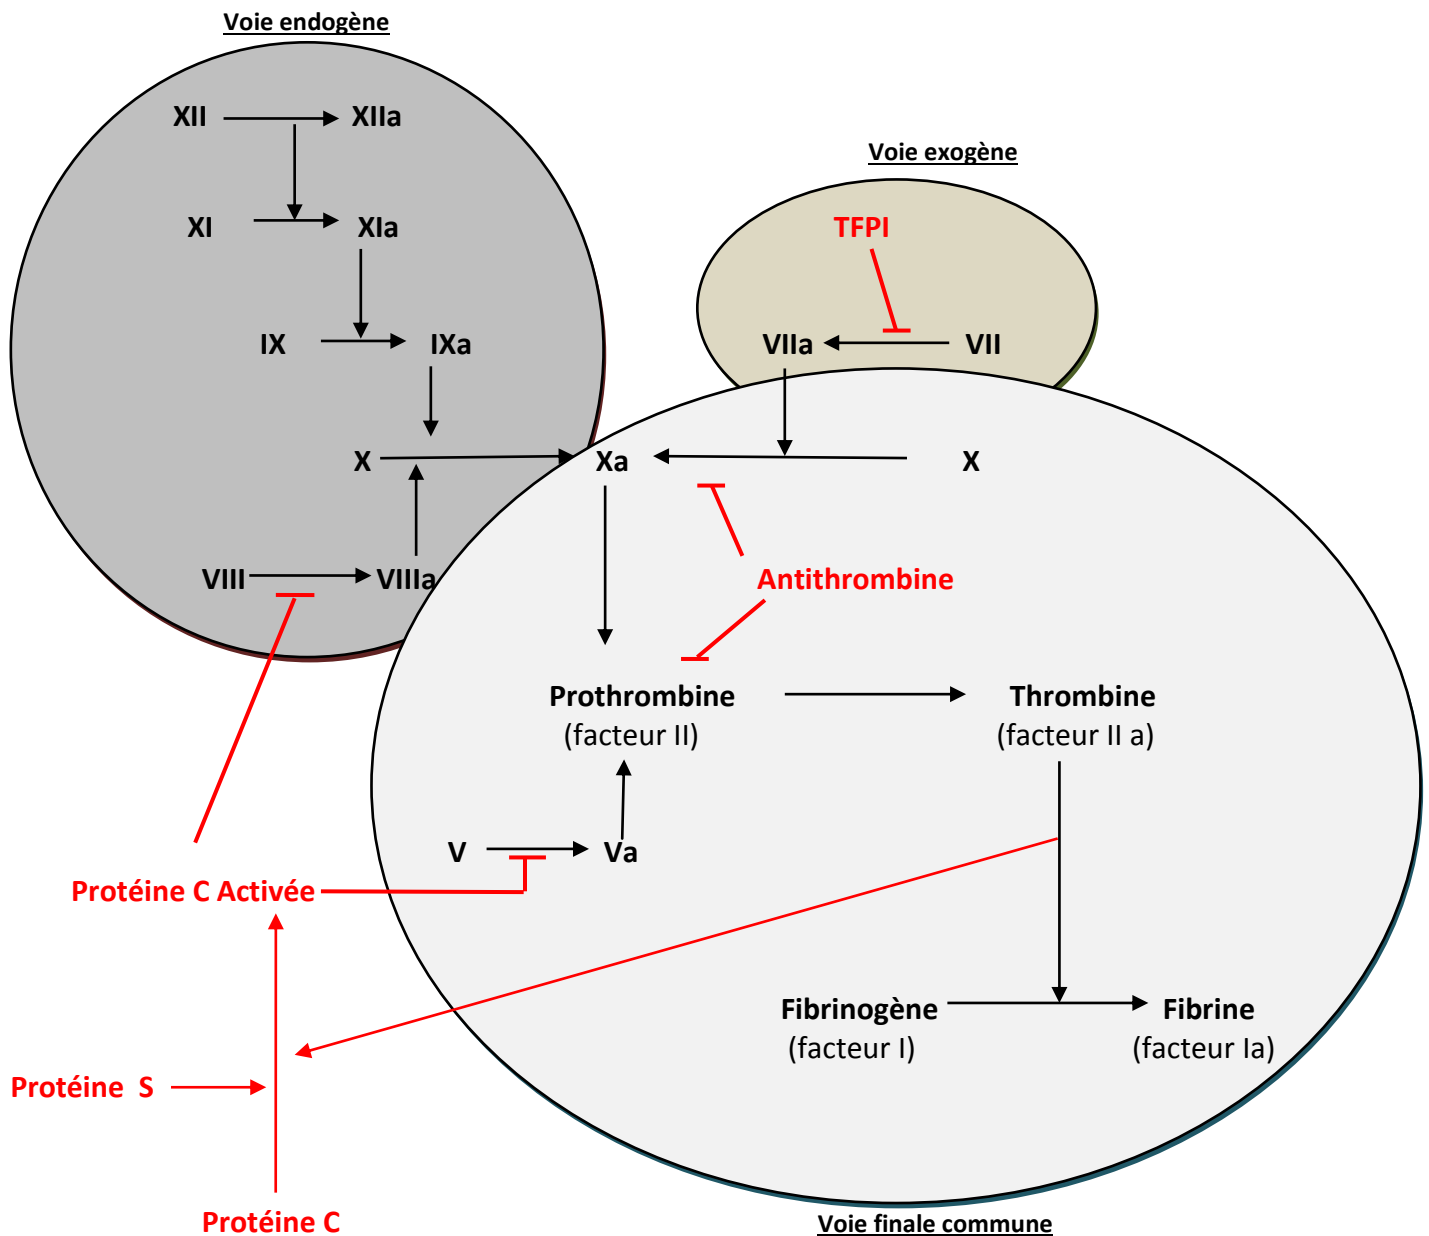 Voie endogène
XII XIIa
Voie exogène
XI XIa
TFPI
IX IXa
VIIa VII
X Xa X
VIII VIIIa
Antithrombine
Prothrombine Thrombine
(facteur II) (facteur II a)
V Va
Protéine C Activée
Fibrinogène Fibrine
(facteur I) (facteur Ia)
Protéine S
Protéine C
Voie finale commune